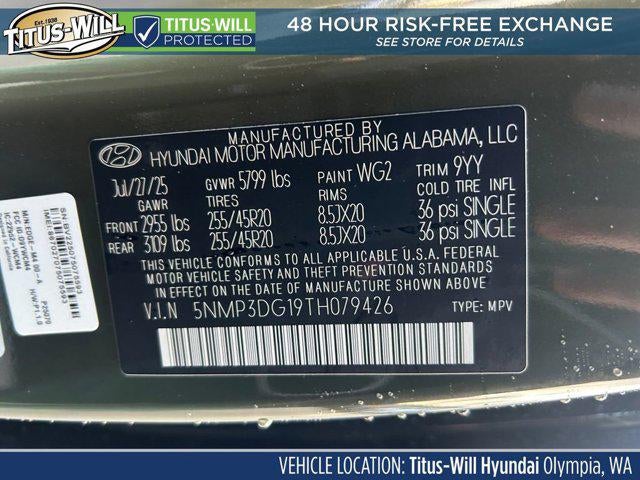 Est. 1938
TITUS-WILL
TITUS-WILL
PROTECTED
48 HOUR RISK-FREE EXCHANGE
SEE STORE FOR DETAILS
MANUFACTURED BY
HYUNDAI MOTOR MANUFACTURING ALABAMA, LLC
Jul/27/25 GVWR 5799 lbs PAINT WG2 TRIM 9YY
GAWR TIRES RIMS COLD TIRE INFL
FRONT 2955 lbs 255/45R20 8.5JX20 36 psi SINGLE
REAR 3109 lbs 255/45R20 8.5JX20 36 psi SINGLE
THIS VEHICLE CONFORMS TO ALL APPLICABLE U.S.A. FEDERAL
MOTOR VEHICLE SAFETY, BUMPER, AND THEFT PREVENTION STANDARDS
IN EFFECT ON THE DATE OF MANUFACTURE SHOWN ABOVE
V.I.N 5NMP3DG19TH079426 TYPE: MPV
VEHICLE LOCATION: Titus-Will Hyundai Olympia, WA